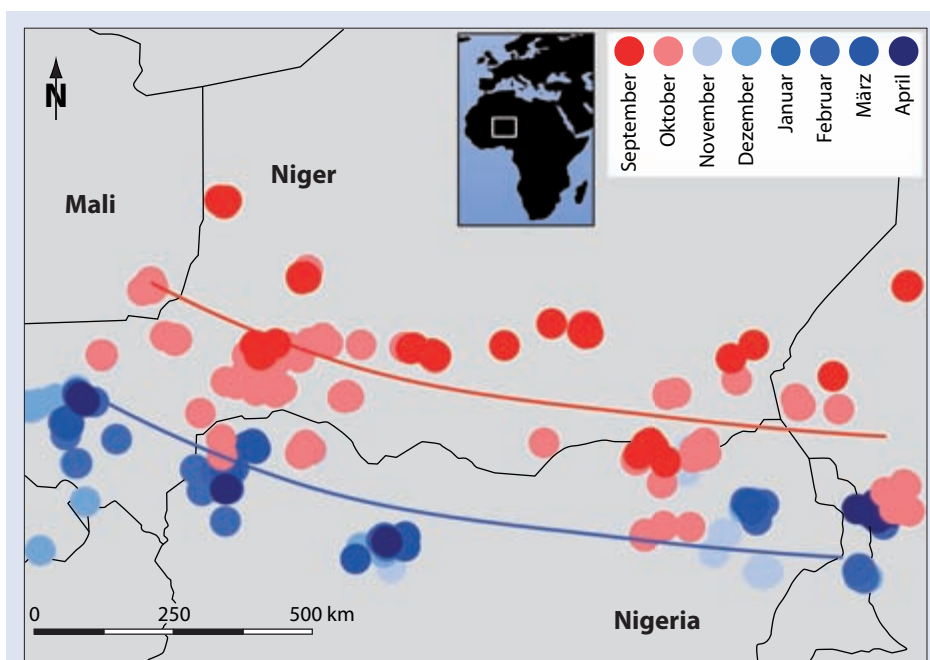 September
Oktober
November
Dezember
Januar
Februar
März
April
N
Niger
Mali
0 250 500 km
Nigeria